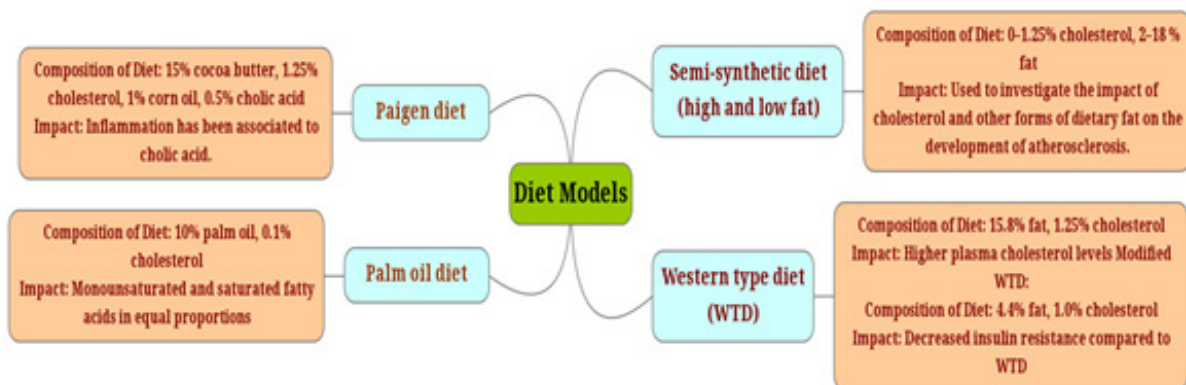 Composition of Diet: 15% cocoa butter, 1.25%
cholesterol, 1% corn oil, 0.5% cholic acid
Impact: Inflammation has been associated to
cholic acid.
Paigen diet
Composition of Diet: 10% palm oil, 0.1%
cholesterol
Impact: Monounsaturated and saturated fatty
acids in equal proportions
Palm oil diet
Diet Models
Semi-synthetic diet
(high and low fat)
Composition of Diet: 0-1.25% cholesterol, 2-18 %
fat
Impact: Used to investigate the impact of
cholesterol and other forms of dietary fat on the
development of atherosclerosis.
Western type diet
(WTD)
Composition of Diet: 15.8% fat, 1.25% cholesterol
Impact: Higher plasma cholesterol levels Modified
WTD:
Composition of Diet: 4.4% fat, 1.0% cholesterol
Impact: Decreased insulin resistance compared to
WTD